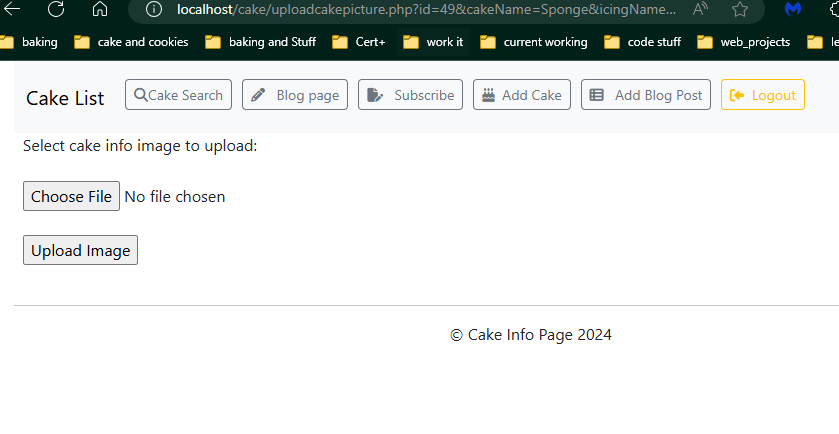 localhost/cake/uploadcakepicture.php?id=49&cakeName=Sponge&icingName...
baking cake and cookies baking and Stuff Cert+ work it current working code stuff web_projects le
Cake List Cake Search Blog page Subscribe Add Cake Add Blog Post Logout
Select cake info image to upload:
Choose File No file chosen
Upload Image
© Cake Info Page 2024